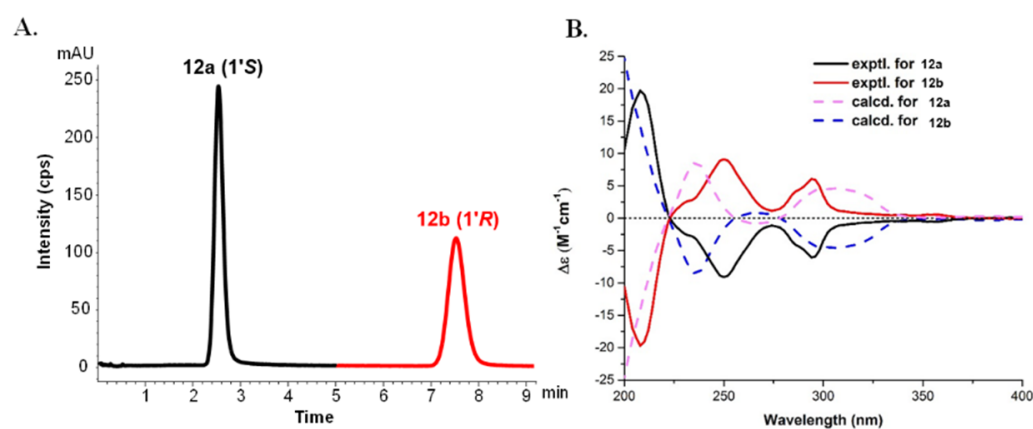 A.
mAU
12a (1'S)
12b (1'R)
250
200
150
100
50
0
Intensity (cps)
1 2 3 4 5 6 7 8 9 min
Time
B.
exptl. for 12a
exptl. for 12b
calcd. for 12a
calcd. for 12b
25
20
15
10
5
0
-5
-10
-15
-20
-25
Δε (M⁻¹cm⁻¹)
200 250 300 350 400
Wavelength (nm)